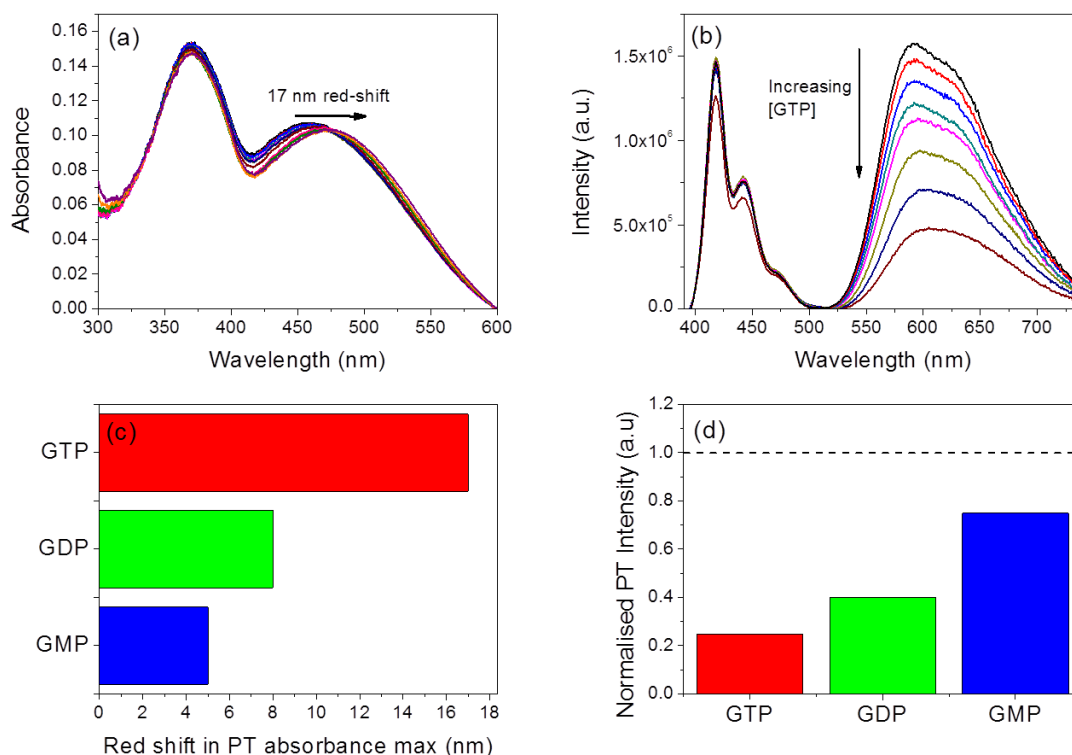 (a)
17 nm red-shift
Absorbance
0.16
0.14
0.12
0.10
0.08
0.06
0.04
0.02
0.00
300 350 400 450 500 550 600
Wavelength (nm)
(b)
Increasing
[GTP]
Intensity (a.u.)
1.5x10⁶
1.0x10⁶
5.0x10⁵
0.0
400 450 500 550 600 650 700
Wavelength (nm)
(c)
GTP
GDP
GMP
0 2 4 6 8 10 12 14 16 18
Red shift in PT absorbance max (nm)
(d)
Normalised PT Intensity (a.u)
1.2
1.0
0.8
0.6
0.4
0.2
0.0
GTP GDP GMP